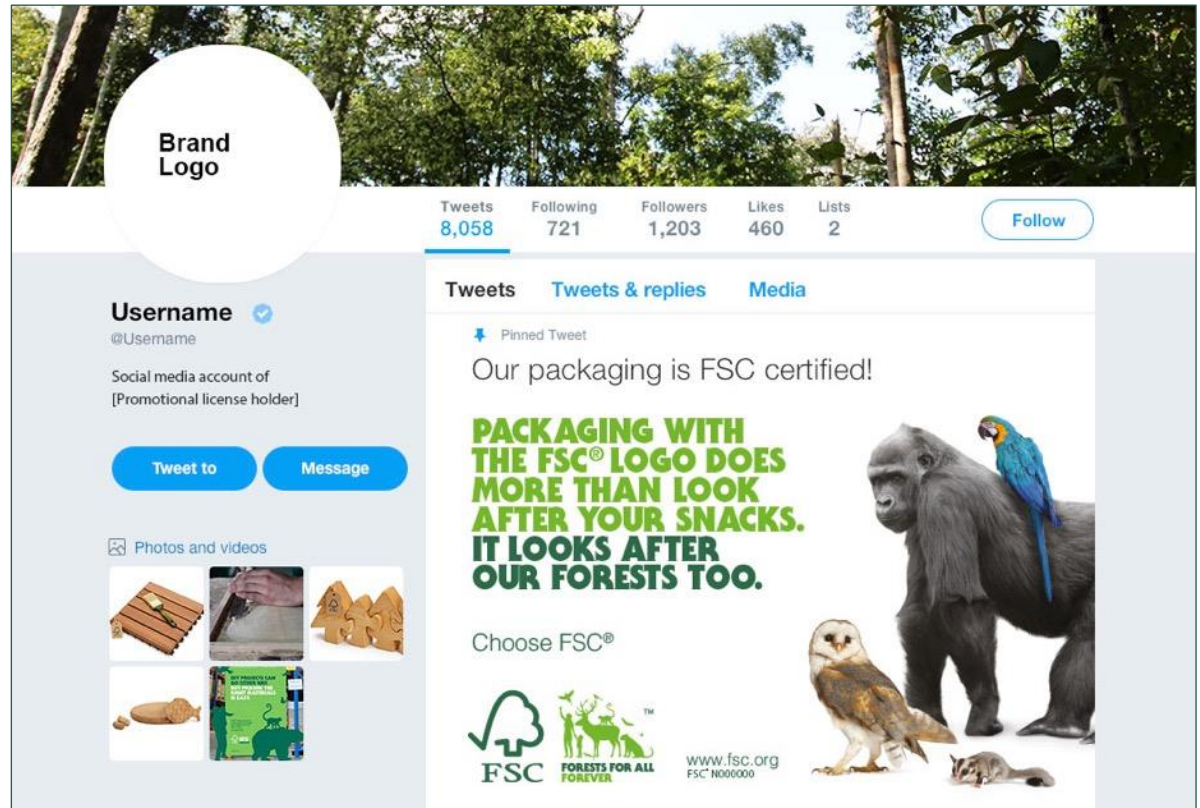 Brand
Logo
Tweets Following Followers Likes Lists
8,058 721 1,203 460 2
Follow
Username
@Username
Social media account of
[Promotional license holder]
Tweet to Message
Photos and videos
FSC
Tweets Tweets & replies Media
Pinned Tweet
Our packaging is FSC certified!
PACKAGING WITH
THE FSC® LOGO DOES
MORE THAN LOOK
AFTER YOUR SNACKS.
IT LOOKS AFTER
OUR FORESTS TOO.
Choose FSC®
FSC
™
FORESTS FOR ALL
FOREVER
www.fsc.org
FSC® N000000